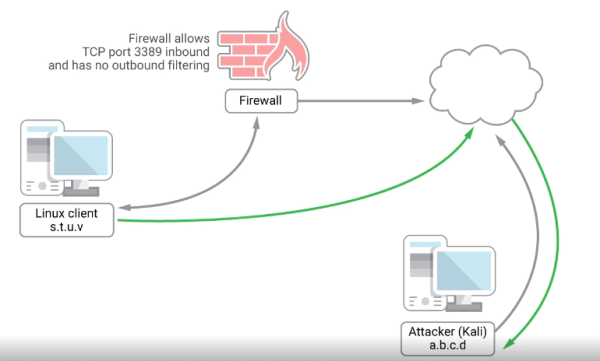 Firewall allows
TCP port 3389 inbound
and has no outbound filtering
Firewall
Linux client
s.t.u.v
Attacker (Kali)
a.b.c.d